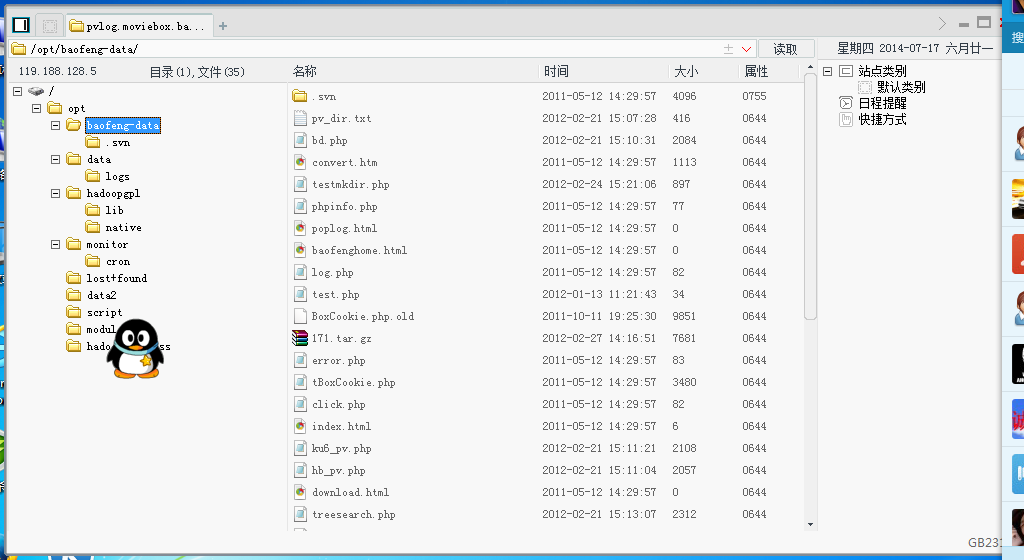 pvlog.moviebox.ba...
/opt/baofeng-data/
读取
星期四 2014-07-17 六月廿一
119.188.128.5
目录(1),文件(35)
名称 时间 大小 属性
/
opt
baofeng-data
.svn
data
logs
hadoopgpl
lib
native
monitor
cron
lost+found
data2
script
.svn 2011-05-12 14:29:57 4096 0755
pv_dir.txt 2012-02-21 15:07:28 416 0644
bd.php 2012-02-21 15:10:31 2084 0644
convert.htm 2011-05-12 14:29:57 1113 0644
testmkdir.php 2012-02-24 15:21:06 897 0644
phpinfo.php 2011-05-12 14:29:57 77 0644
poplog.html 2011-05-12 14:29:57 0 0644
baofenghome.html 2011-05-12 14:29:57 0 0644
log.php 2011-05-12 14:29:57 82 0644
test.php 2012-01-13 11:21:43 34 0644
BoxCookie.php.old 2011-10-11 19:25:30 9851 0644
171.tar.gz 2012-02-27 14:16:51 7681 0644
error.php 2011-05-12 14:29:57 83 0644
tBoxCookie.php 2011-05-12 14:29:57 3480 0644
click.php 2011-05-12 14:29:57 82 0644
index.html 2011-05-12 14:29:57 6 0644
ku6_pv.php 2012-02-21 15:11:21 2108 0644
hb_pv.php 2012-02-21 15:11:04 2057 0644
download.html 2011-05-12 14:29:57 0 0644
treesearch.php 2012-02-21 15:13:07 2312 0644
站点类别
默认类别
日程提醒
快捷方式
搜
GB231